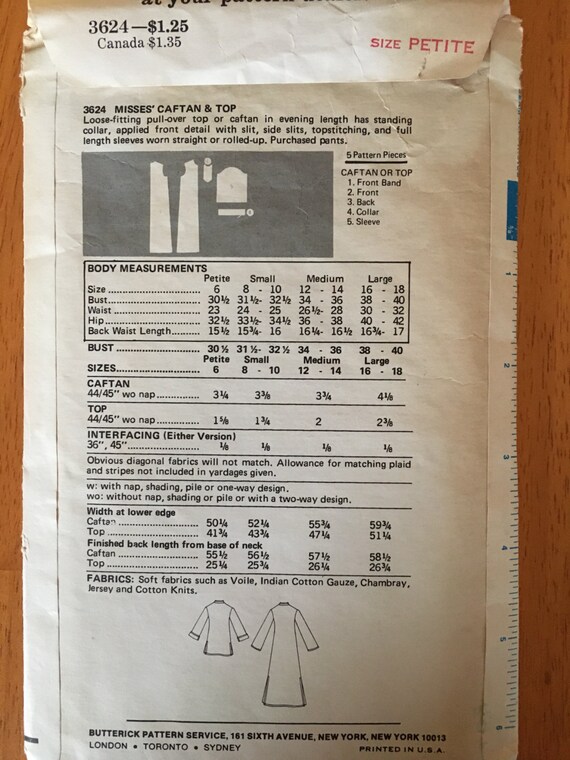 at your pattern
3624—$1.25
Canada $1.35
SIZE PETITE
3624 MISSES' CAFTAN & TOP
Loose-fitting pull-over top or caftan in evening length has standing
collar, applied front detail with slit, side slits, topstitching, and full
length sleeves worn straight or rolled-up. Purchased pants.
5 Pattern Pieces
CAFTAN OR TOP
1. Front Band
2. Front
3. Back
4. Collar
5. Sleeve
BODY MEASUREMENTS
Petite Small Medium Large
Size 6 8 - 10 12 - 14 16 - 18
Bust 30½ 31½- 32½ 34 - 36 38 - 40
Waist 23 24 - 25 26½ - 28 30 - 32
Hip 32½ 33½- 34½ 36 - 38 40 - 42
Back Waist Length 15½ 15¾- 16 16¼- 16½ 16¾- 17
BUST 30½ 31½- 32½ 34 - 36 38 - 40
Petite Small Medium Large
SIZES 6 8 - 10 12 - 14 16 - 18
CAFTAN
44/45" wo nap 3¼ 3⅜ 3¾ 4⅛
TOP
44/45" wo nap 1⅝ 1¾ 2 2⅜
INTERFACING (Either Version)
36", 45" ⅛ ⅛ ⅛ ⅛
Obvious diagonal fabrics will not match. Allowance for matching plaid
and stripes not included in yardages given.
w: with nap, shading, pile or one-way design.
wo: without nap, shading or pile or with a two-way design.
Width at lower edge
Caftan 50¼ 52¼ 55¾ 59¾
Top 41¾ 43¾ 47¼ 51¼
Finished back length from base of neck
Caftan 55½ 56½ 57½ 58½
Top 25¼ 25¾ 26¼ 26¾
FABRICS: Soft fabrics such as Voile, Indian Cotton Gauze, Chambray,
Jersey and Cotton Knits.
BUTTERICK PATTERN SERVICE, 161 SIXTH AVENUE, NEW YORK, NEW YORK 10013
LONDON • TORONTO • SYDNEY
PRINTED IN U.S.A.
1
2
3
4
5
6